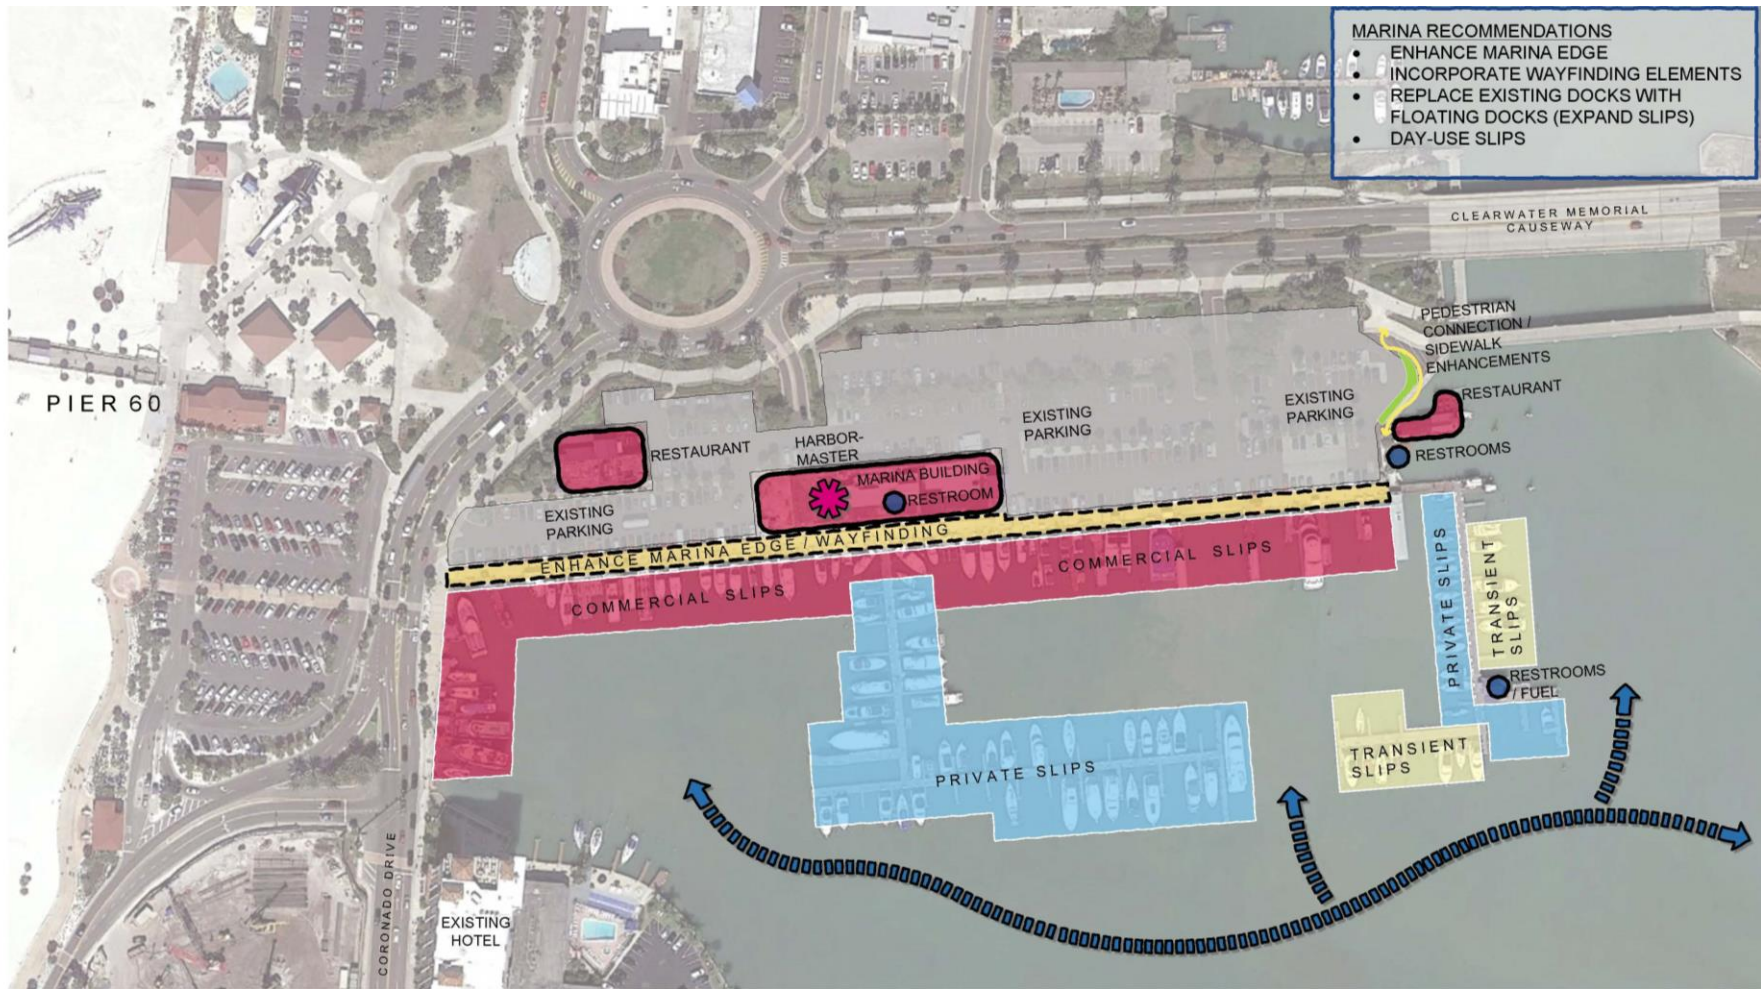 MARINA RECOMMENDATIONS
• ENHANCE MARINA EDGE
• INCORPORATE WAYFINDING ELEMENTS
• REPLACE EXISTING DOCKS WITH
FLOATING DOCKS (EXPAND SLIPS)
• DAY-USE SLIPS
CLEARWATER MEMORIAL
CAUSEWAY
PEDESTRIAN
CONNECTION /
SIDEWALK
ENHANCEMENTS
PIER 60
RESTAURANT
EXISTING
PARKING
EXISTING
PARKING
RESTAURANT
HARBOR-
MASTER
RESTROOMS
MARINA BUILDING
RESTROOM
EXISTING
PARKING
ENHANCE MARINA EDGE / WAYFINDING
COMMERCIAL SLIPS
COMMERCIAL SLIPS
PRIVATE SLIPS
TRANSIENT
SLIPS
RESTROOMS
/ FUEL
TRANSIENT
SLIPS
PRIVATE SLIPS
CORONADO DRIVE
EXISTING
HOTEL